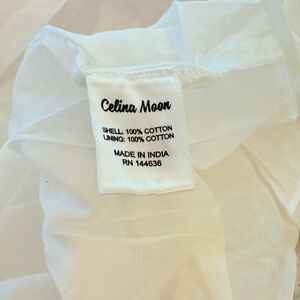 Celina Moon
SHELL: 100% COTTON
LINING: 100% COTTON
MADE IN INDIA
RN 144636